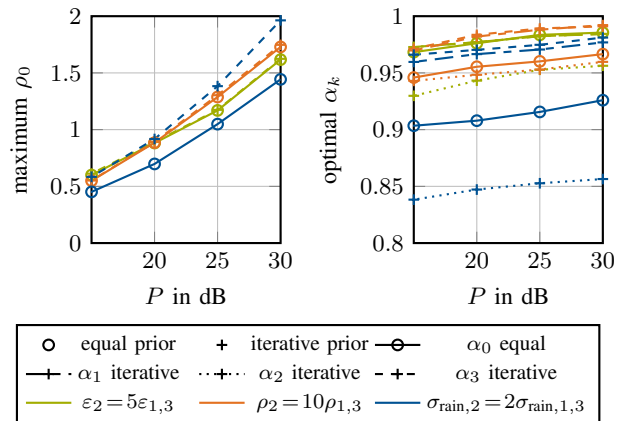 2
1.5
1
0.5
0
20 25 30
maximum ρ₀
P in dB
1
0.95
0.9
0.85
0.8
20 25 30
optimal αₖ
P in dB
equal prior iterative prior α₀ equal
α₁ iterative α₂ iterative α₃ iterative
ε₂ = 5ε₁,₃ ρ₂ = 10ρ₁,₃ σ_rain,2 = 2σ_rain,1,3